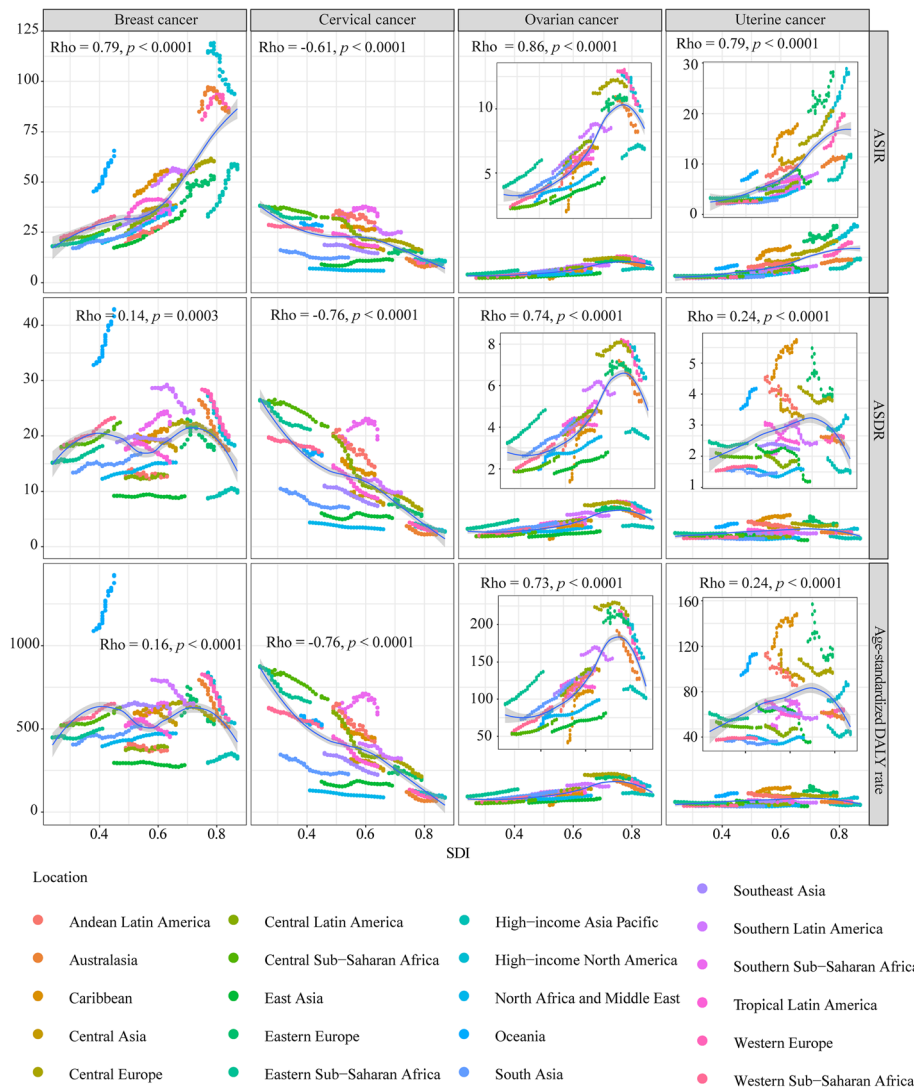 Breast cancer Cervical cancer Ovarian cancer Uterine cancer
125
100
75
50
25
0
Rho = 0.79, p < 0.0001
Rho = -0.61, p < 0.0001
Rho = 0.86, p < 0.0001
10
5
Rho = 0.79, p < 0.0001
30
20
10
0
ASIR
40
30
20
10
0
Rho = 0.14, p = 0.0003
Rho = -0.76, p < 0.0001
Rho = 0.74, p < 0.0001
8
6
4
2
Rho = 0.24, p < 0.0001
5
4
3
2
1
ASDR
1000
500
0
Rho = 0.16, p < 0.0001
Rho = -0.76, p < 0.0001
Rho = 0.73, p < 0.0001
200
150
100
50
Rho = 0.24, p < 0.0001
160
120
80
40
Age-standardized DALY rate
0.4 0.6 0.8 0.4 0.6 0.8 0.4 0.6 0.8 0.4 0.6 0.8
SDI
Location
Andean Latin America
Australasia
Caribbean
Central Asia
Central Europe
Central Latin America
Central Sub−Saharan Africa
East Asia
Eastern Europe
Eastern Sub−Saharan Africa
High−income Asia Pacific
High−income North America
North Africa and Middle East
Oceania
South Asia
Southeast Asia
Southern Latin America
Southern Sub−Saharan Africa
Tropical Latin America
Western Europe
Western Sub−Saharan Africa